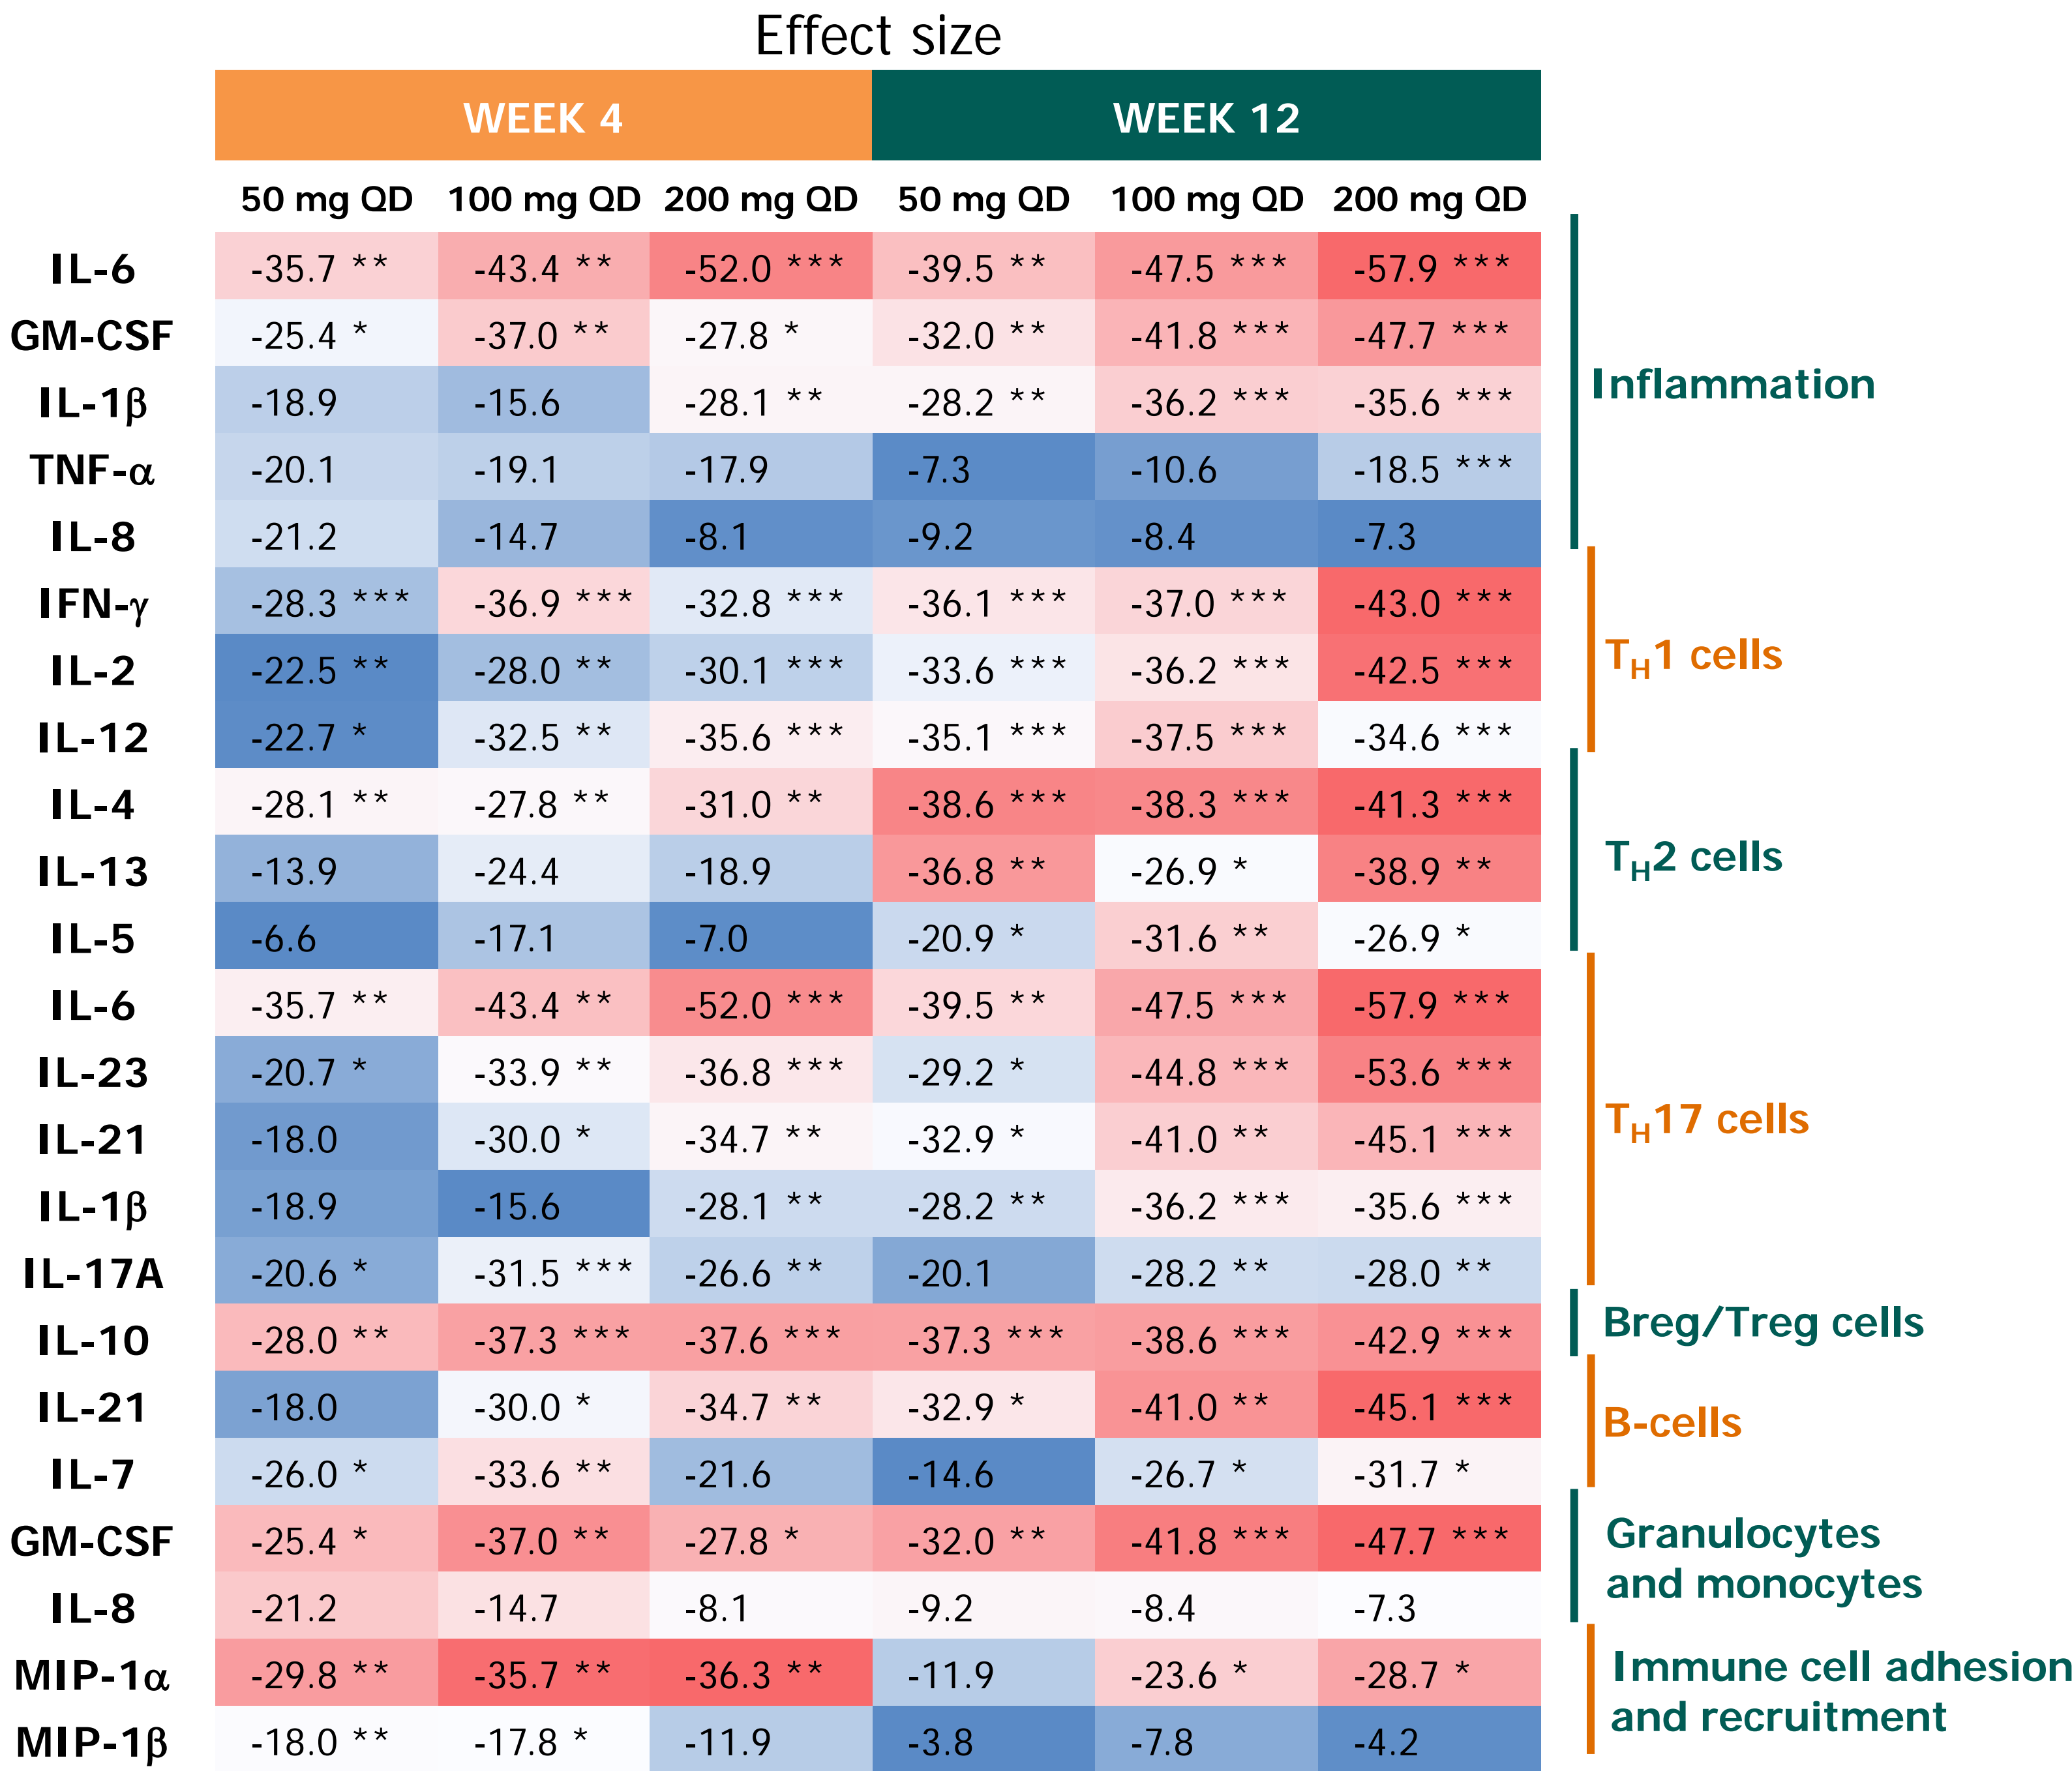 Effect size
WEEK 4 WEEK 12
50 mg QD 100 mg QD 200 mg QD 50 mg QD 100 mg QD 200 mg QD
IL-6 -35.7 ** -43.4 ** -52.0 *** -39.5 ** -47.5 *** -57.9 ***
GM-CSF -25.4 * -37.0 ** -27.8 * -32.0 ** -41.8 *** -47.7 ***
IL-1β -18.9 -15.6 -28.1 ** -28.2 ** -36.2 *** -35.6 ***
Inflammation
TNF-α -20.1 -19.1 -17.9 -7.3 -10.6 -18.5 ***
IL-8 -21.2 -14.7 -8.1 -9.2 -8.4 -7.3
IFN-γ -28.3 *** -36.9 *** -32.8 *** -36.1 *** -37.0 *** -43.0 ***
IL-2 -22.5 ** -28.0 ** -30.1 *** -33.6 *** -36.2 *** -42.5 ***
TH1 cells
IL-12 -22.7 * -32.5 ** -35.6 *** -35.1 *** -37.5 *** -34.6 ***
IL-4 -28.1 ** -27.8 ** -31.0 ** -38.6 *** -38.3 *** -41.3 ***
IL-13 -13.9 -24.4 -18.9 -36.8 ** -26.9 * -38.9 **
TH2 cells
IL-5 -6.6 -17.1 -7.0 -20.9 * -31.6 ** -26.9 *
IL-6 -35.7 ** -43.4 ** -52.0 *** -39.5 ** -47.5 *** -57.9 ***
IL-23 -20.7 * -33.9 ** -36.8 *** -29.2 * -44.8 *** -53.6 ***
IL-21 -18.0 -30.0 * -34.7 ** -32.9 * -41.0 ** -45.1 ***
TH17 cells
IL-1β -18.9 -15.6 -28.1 ** -28.2 ** -36.2 *** -35.6 ***
IL-17A -20.6 * -31.5 *** -26.6 ** -20.1 -28.2 ** -28.0 **
IL-10 -28.0 ** -37.3 *** -37.6 *** -37.3 *** -38.6 *** -42.9 ***
Breg/Treg cells
IL-21 -18.0 -30.0 * -34.7 ** -32.9 * -41.0 ** -45.1 ***
B-cells
IL-7 -26.0 * -33.6 ** -21.6 -14.6 -26.7 * -31.7 *
GM-CSF -25.4 * -37.0 ** -27.8 * -32.0 ** -41.8 *** -47.7 ***
Granulocytes
and monocytes
IL-8 -21.2 -14.7 -8.1 -9.2 -8.4 -7.3
MIP-1α -29.8 ** -35.7 ** -36.3 ** -11.9 -23.6 * -28.7 *
Immune cell adhesion
and recruitment
MIP-1β -18.0 ** -17.8 * -11.9 -3.8 -7.8 -4.2